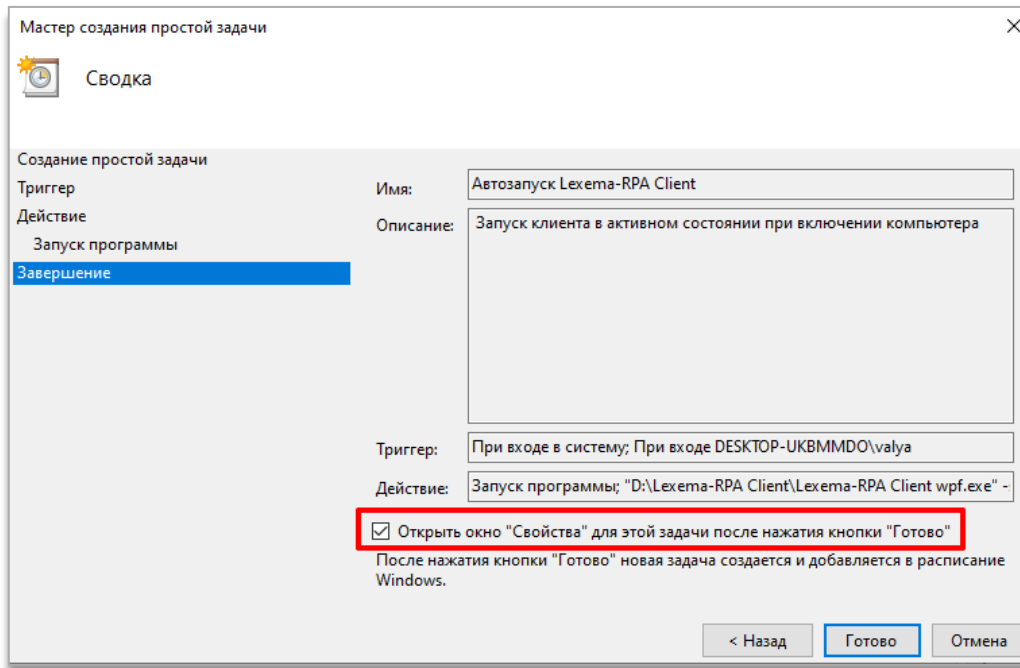 Мастер создания простой задачи
Сводка
Создание простой задачи
Триггер
Действие
Запуск программы
Завершение
Имя:
Автозапуск Lexema-RPA Client
Описание:
Запуск клиента в активном состоянии при включении компьютера
Триггер:
При входе в систему; При входе DESKTOP-UKBMMDO\valya
Действие:
Запуск программы; "D:\Lexema-RPA Client\Lexema-RPA Client wpf.exe" -
Открыть окно "Свойства" для этой задачи после нажатия кнопки "Готово"
После нажатия кнопки "Готово" новая задача создается и добавляется в расписание
Windows.
< Назад
Готово
Отмена